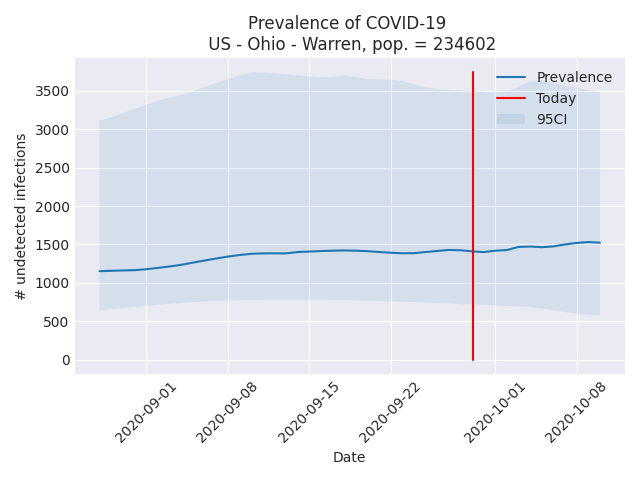 Prevalence of COVID-19
US - Ohio - Warren, pop. = 234602
Prevalence
Today
95CI
# undetected infections
3500
3000
2500
2000
1500
1000
500
0
2020-09-01
2020-09-08
2020-09-15
2020-09-22
2020-10-01
2020-10-08
Date